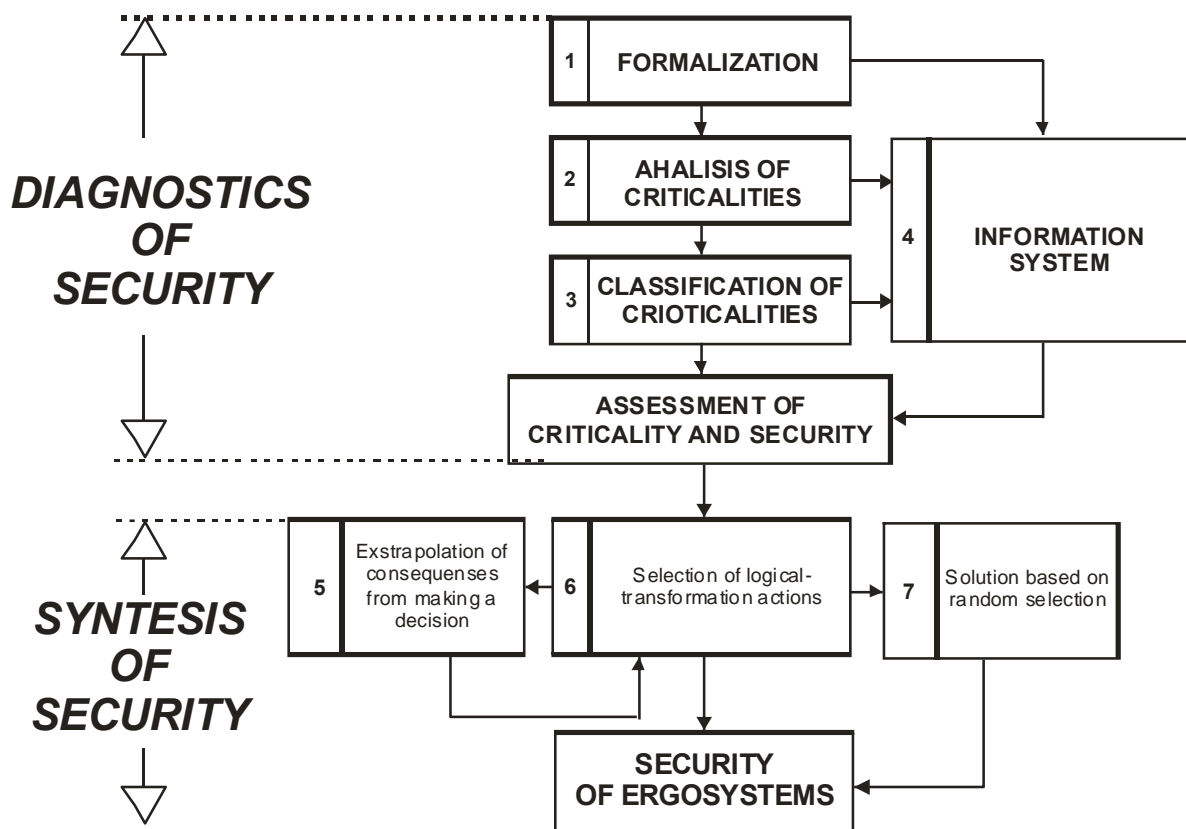 1
FORMALIZATION
2
AHALISIS OF
CRITICALITIES
3
CLASSIFICATION OF
CRIOTICALITIES
4
INFORMATION
SYSTEM
DIAGNOSTICS
OF
SECURITY
ASSESSMENT OF
CRITICALITY AND SECURITY
SYNTESIS
OF
SECURITY
5
Exstrapolation of
consequenses
from making a
decision
6
Selection of logical-
transformation actions
7
Solution based on
random selection
SECURITY
OF ERGOSYSTEMS